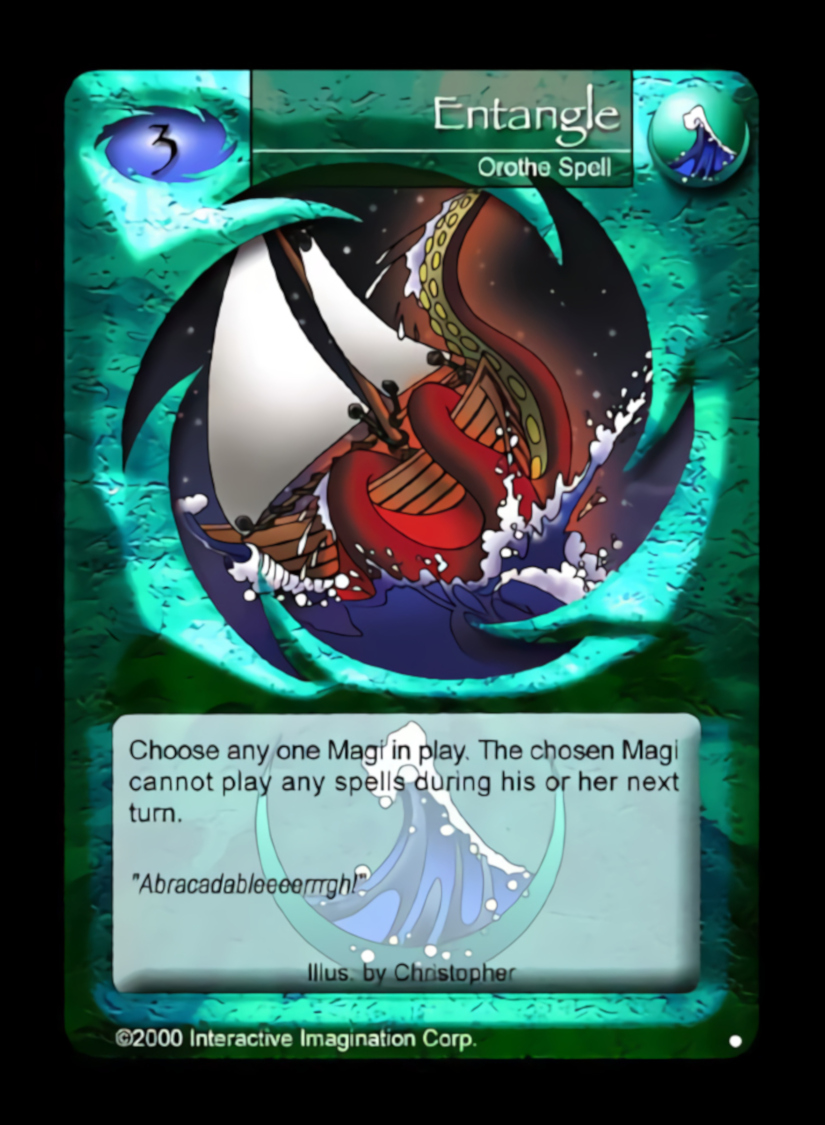 3
Entangle
Orothe Spell
Choose any one Magi in play. The chosen Magi
cannot play any spells during his or her next
turn.
"Abracadableeeerrrgh!"
Illus. by Christopher
©2000 Interactive Imagination Corp.